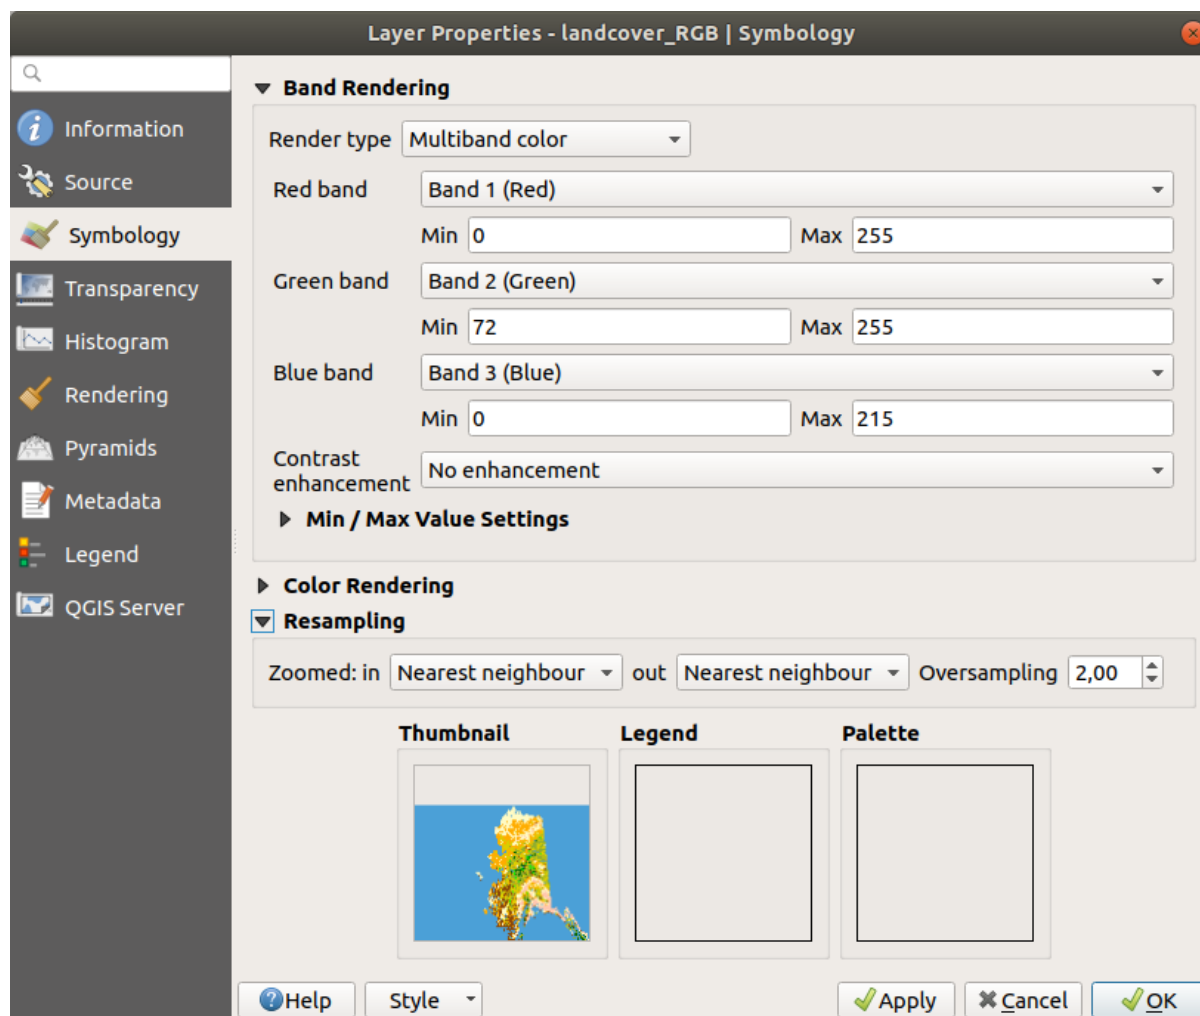 Layer Properties - landcover_RGB | Symbology
Information
Source
Symbology
Transparency
Histogram
Rendering
Pyramids
Metadata
Legend
QGIS Server
Band Rendering
Render type Multiband color
Red band Band 1 (Red)
Min 0 Max 255
Green band Band 2 (Green)
Min 72 Max 255
Blue band Band 3 (Blue)
Min 0 Max 215
Contrast
enhancement No enhancement
Min / Max Value Settings
Color Rendering
Resampling
Zoomed: in Nearest neighbour out Nearest neighbour Oversampling 2,00
Thumbnail Legend Palette
Help Style Apply Cancel OK